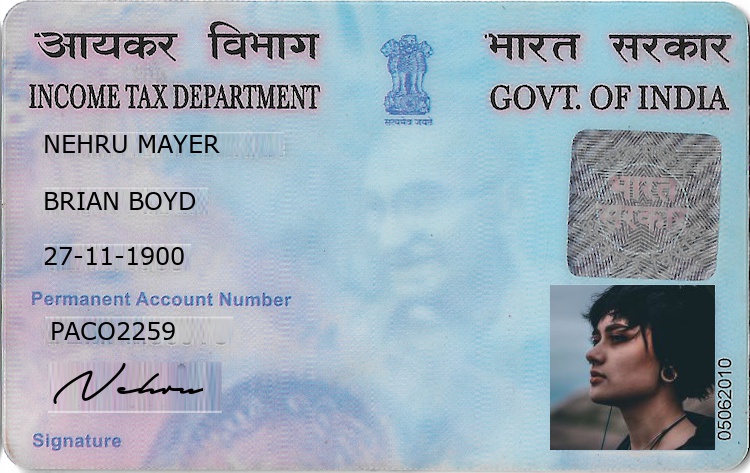 आयकर विभाग
भारत सरकार
INCOME TAX DEPARTMENT
GOVT. OF INDIA
सत्यमेव जयते
NEHRU MAYER
भारत
सरकार
BRIAN BOYD
27-11-1900
Permanent Account Number
PACO2259
Nehru
Signature
05062010